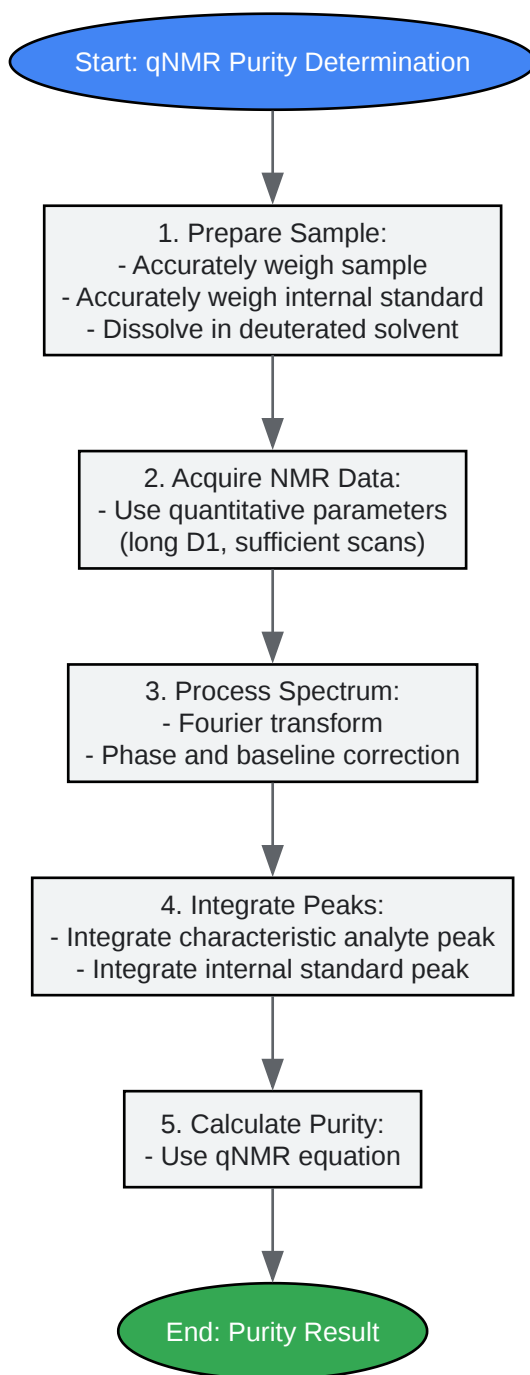 Start: qNMR Purity Determination
1. Prepare Sample:
- Accurately weigh sample
- Accurately weigh internal standard
- Dissolve in deuterated solvent
2. Acquire NMR Data:
- Use quantitative parameters
(long D1, sufficient scans)
3. Process Spectrum:
- Fourier transform
- Phase and baseline correction
4. Integrate Peaks:
- Integrate characteristic analyte peak
- Integrate internal standard peak
5. Calculate Purity:
- Use qNMR equation
End: Purity Result